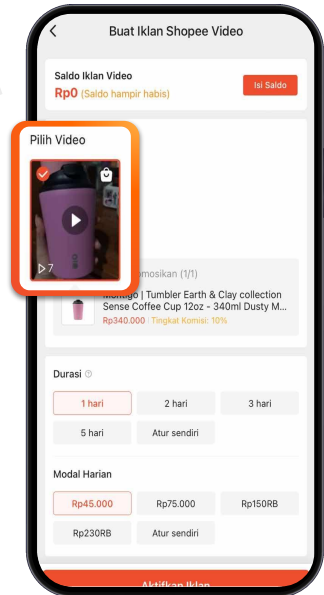 Buat Iklan Shopee Video
Saldo Iklan Video
Rp0 (Saldo hampir habis)
Isi Saldo
Pilih Video
7
omosikan (1/1)
Montigo | Tumbler Earth & Clay collection
Sense Coffee Cup 12oz - 340ml Dusty M...
Rp340.000 Tingkat Komisi: 10%
Durasi
1 hari
2 hari
3 hari
5 hari
Atur sendiri
Modal Harian
Rp45.000
Rp75.000
Rp150RB
Rp230RB
Atur sendiri
Aktifkan Iklan